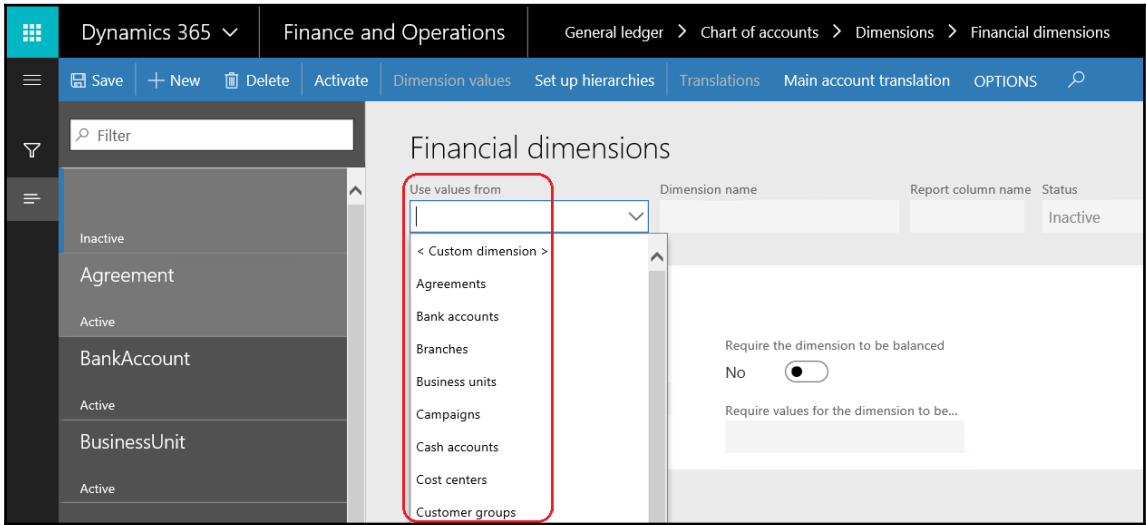 Dynamics 365
Finance and Operations
General ledger > Chart of accounts > Dimensions > Financial dimensions
Save + New Delete Activate Dimension values Set up hierarchies Translations Main account translation OPTIONS
Filter
Inactive
Agreement
Active
BankAccount
Active
BusinessUnit
Active
Financial dimensions
Use values from Dimension name Report column name Status
Inactive
< Custom dimension >
Agreements
Bank accounts
Branches
Business units
Campaigns
Cash accounts
Cost centers
Customer groups
Require the dimension to be balanced
No
Require values for the dimension to be...